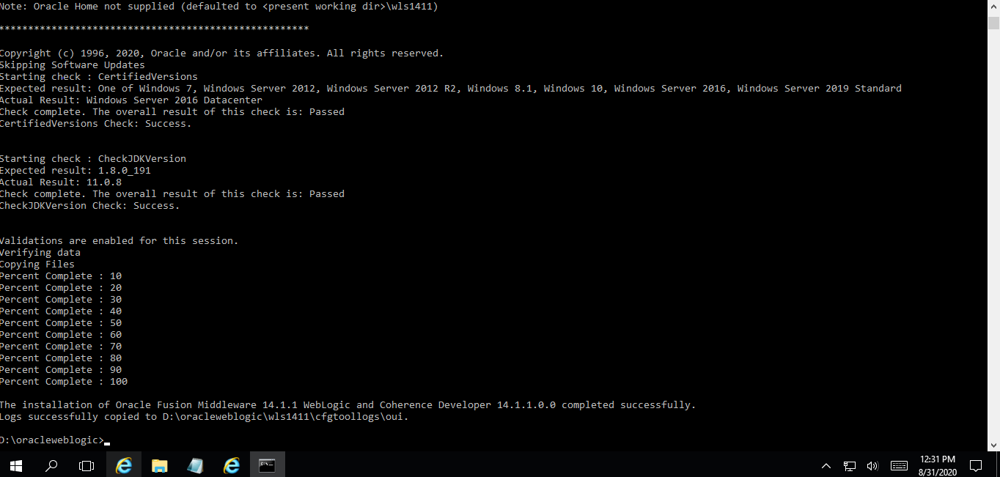 Note: Oracle Home not supplied (defaulted to <present working dir>\wls1411)
*****************************************************
Copyright (c) 1996, 2020, Oracle and/or its affiliates. All rights reserved.
Skipping Software Updates
Starting check : CertifiedVersions
Expected result: One of Windows 7, Windows Server 2012, Windows Server 2012 R2, Windows 8.1, Windows 10, Windows Server 2016, Windows Server 2019 Standard
Actual Result: Windows Server 2016 Datacenter
Check complete. The overall result of this check is: Passed
CertifiedVersions Check: Success.
Starting check : CheckJDKVersion
Expected result: 1.8.0_191
Actual Result: 11.0.8
Check complete. The overall result of this check is: Passed
CheckJDKVersion Check: Success.
Validations are enabled for this session.
Verifying data
Copying Files
Percent Complete : 10
Percent Complete : 20
Percent Complete : 30
Percent Complete : 40
Percent Complete : 50
Percent Complete : 60
Percent Complete : 70
Percent Complete : 80
Percent Complete : 90
Percent Complete : 100
The installation of Oracle Fusion Middleware 14.1.1 WebLogic and Coherence Developer 14.1.1.0.0 completed successfully.
Logs successfully copied to D:\oracleweblogic\wls1411\cfgtoollogs\oui.
D:\oracleweblogic>
12:31 PM
8/31/2020